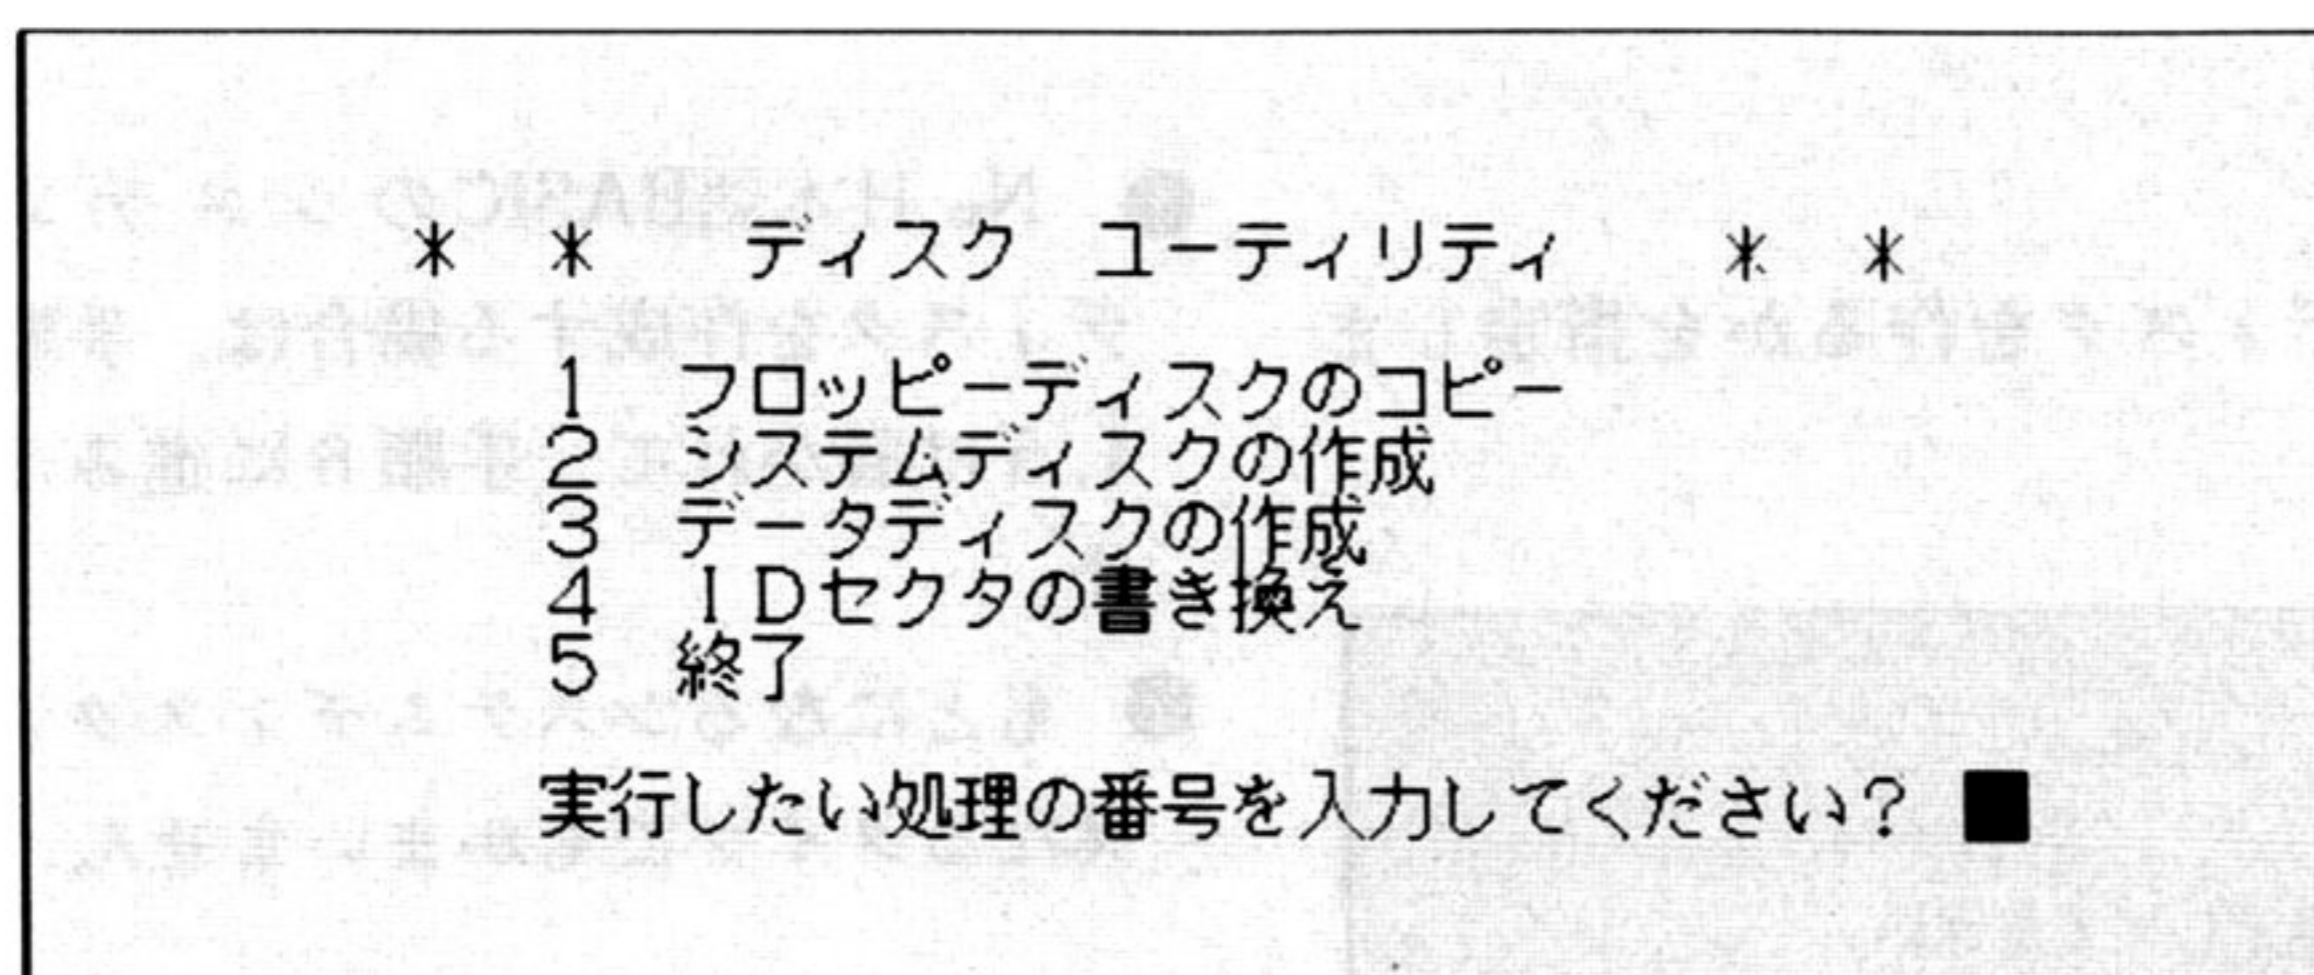 ＊　＊　　ディスク　ユーティリティ　　＊　＊
１　フロッピーディスクのコピー
２　システムディスクの作成
３　データディスクの作成
４　ＩＤセクタの書き換え
５　終了
実行したい処理の番号を入力してください？ ■